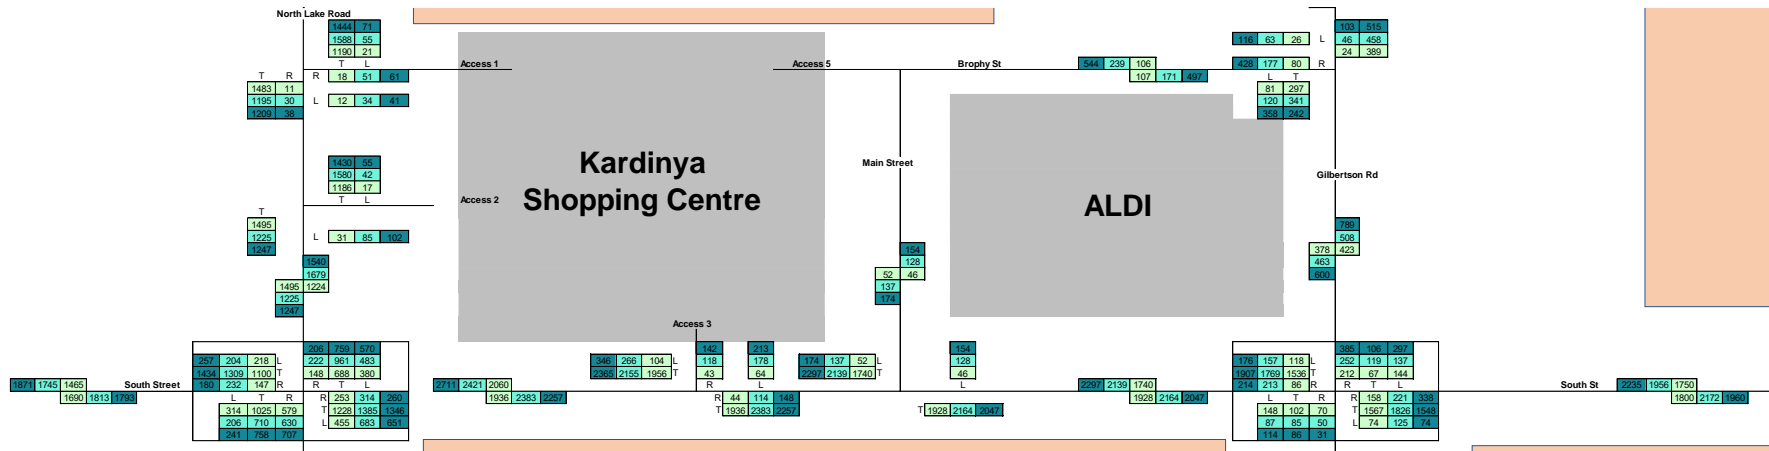 North Lake Road
1444 71
1588 55
1190 21
T L
Access 1
T R R 18 51 61
1483 11
1195 30 L 12 34 41
1209 38
Access 5
Brophy St
544 239 106
107 171 497
116 63 26 L
428 177 80 R
103 515
46 458
24 389
L T
81 297
120 341
358 242
Kardinya
Shopping Centre
Main Street
ALDI
Gilbertson Rd
1430 55
1580 42
1186 17
T L
Access 2
T
1495
1225 L 31 85 102
1247
1540
1679
1495 1224
1225
1247
154
128
52 46
137
174
789
508
378 423
463
600
Access 3
206 759 570
257 204 218 L 222 961 483
1434 1309 1100 T 148 688 380
180 232 147 R R T L
1871 1745 1465
1690 1813 1793
South Street
L T R R 253 314 260
314 1025 579 T 1228 1385 1346
206 710 630 L 455 683 651
241 758 707
346 266 104 L
2365 2155 1956 T
142 213
118 178
43 64
R L
2711 2421 2060
1936 2383 2257
R 44 114 148
T 1936 2383 2257
174 137 52 L
2297 2139 1740 T
154
128
46
L
T 1928 2164 2047
2297 2139 1740
1928 2164 2047
385 106 297
176 157 118 L 252 119 137
1907 1769 1536 T 212 67 144
214 213 86 R R T L
L T R R 158 221 338
148 102 70 T 1567 1826 1548
87 85 50 L 74 125 74
114 86 31
South St
2235 1956 1750
1800 2172 1960